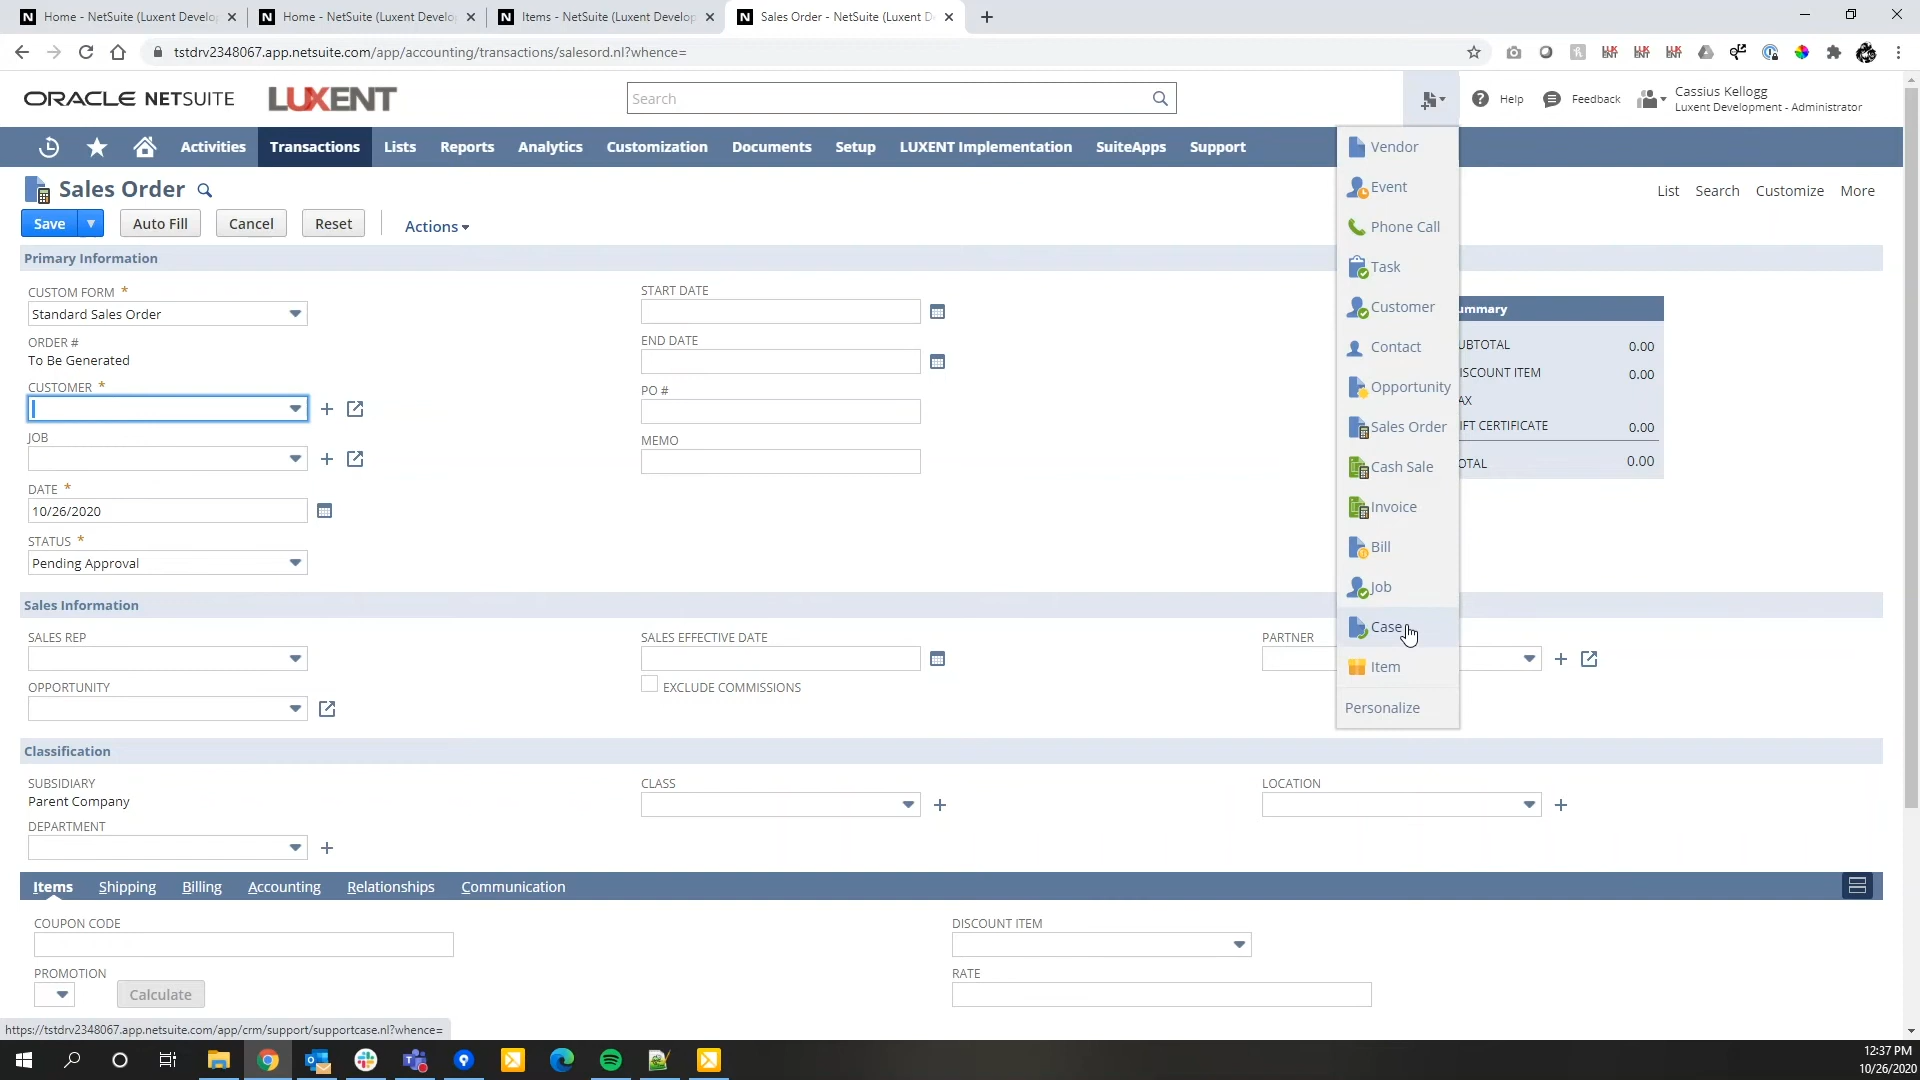 Home - NetSuite (Luxent Develop
Home - NetSuite (Luxent Develo
Items - NetSuite (Luxent Develop
Sales Order - NetSuite (Luxent D
tstdrv2348067.app.netsuite.com/app/accounting/transactions/salesord.nl?whence=
ORACLE NETSUITE
LUXENT
Search
Help
Feedback
Cassius Kellogg
Luxent Development - Administrator
Activities
Transactions
Lists
Reports
Analytics
Customization
Documents
Setup
LUXENT Implementation
SuiteApps
Support
Sales Order
List
Search
Customize
More
Save
Auto Fill
Cancel
Reset
Actions
Primary Information
CUSTOM FORM *
Standard Sales Order
ORDER #
To Be Generated
CUSTOMER *
JOB
DATE *
10/26/2020
STATUS *
Pending Approval
START DATE
END DATE
PO #
MEMO
Vendor
Event
Phone Call
Task
Customer
Contact
Opportunity
Sales Order
Cash Sale
Invoice
Bill
Job
Case
Item
Personalize
ummary
UBTOTAL 0.00
ISCOUNT ITEM 0.00
AX
IFT CERTIFICATE 0.00
OTAL 0.00
Sales Information
SALES REP
OPPORTUNITY
SALES EFFECTIVE DATE
EXCLUDE COMMISSIONS
PARTNER
Classification
SUBSIDIARY
Parent Company
DEPARTMENT
CLASS
LOCATION
Items
Shipping
Billing
Accounting
Relationships
Communication
COUPON CODE
PROMOTION
Calculate
DISCOUNT ITEM
RATE
https://tstdrv2348067.app.netsuite.com/app/crm/support/supportcase.nl?whence=
12:37 PM
10/26/2020